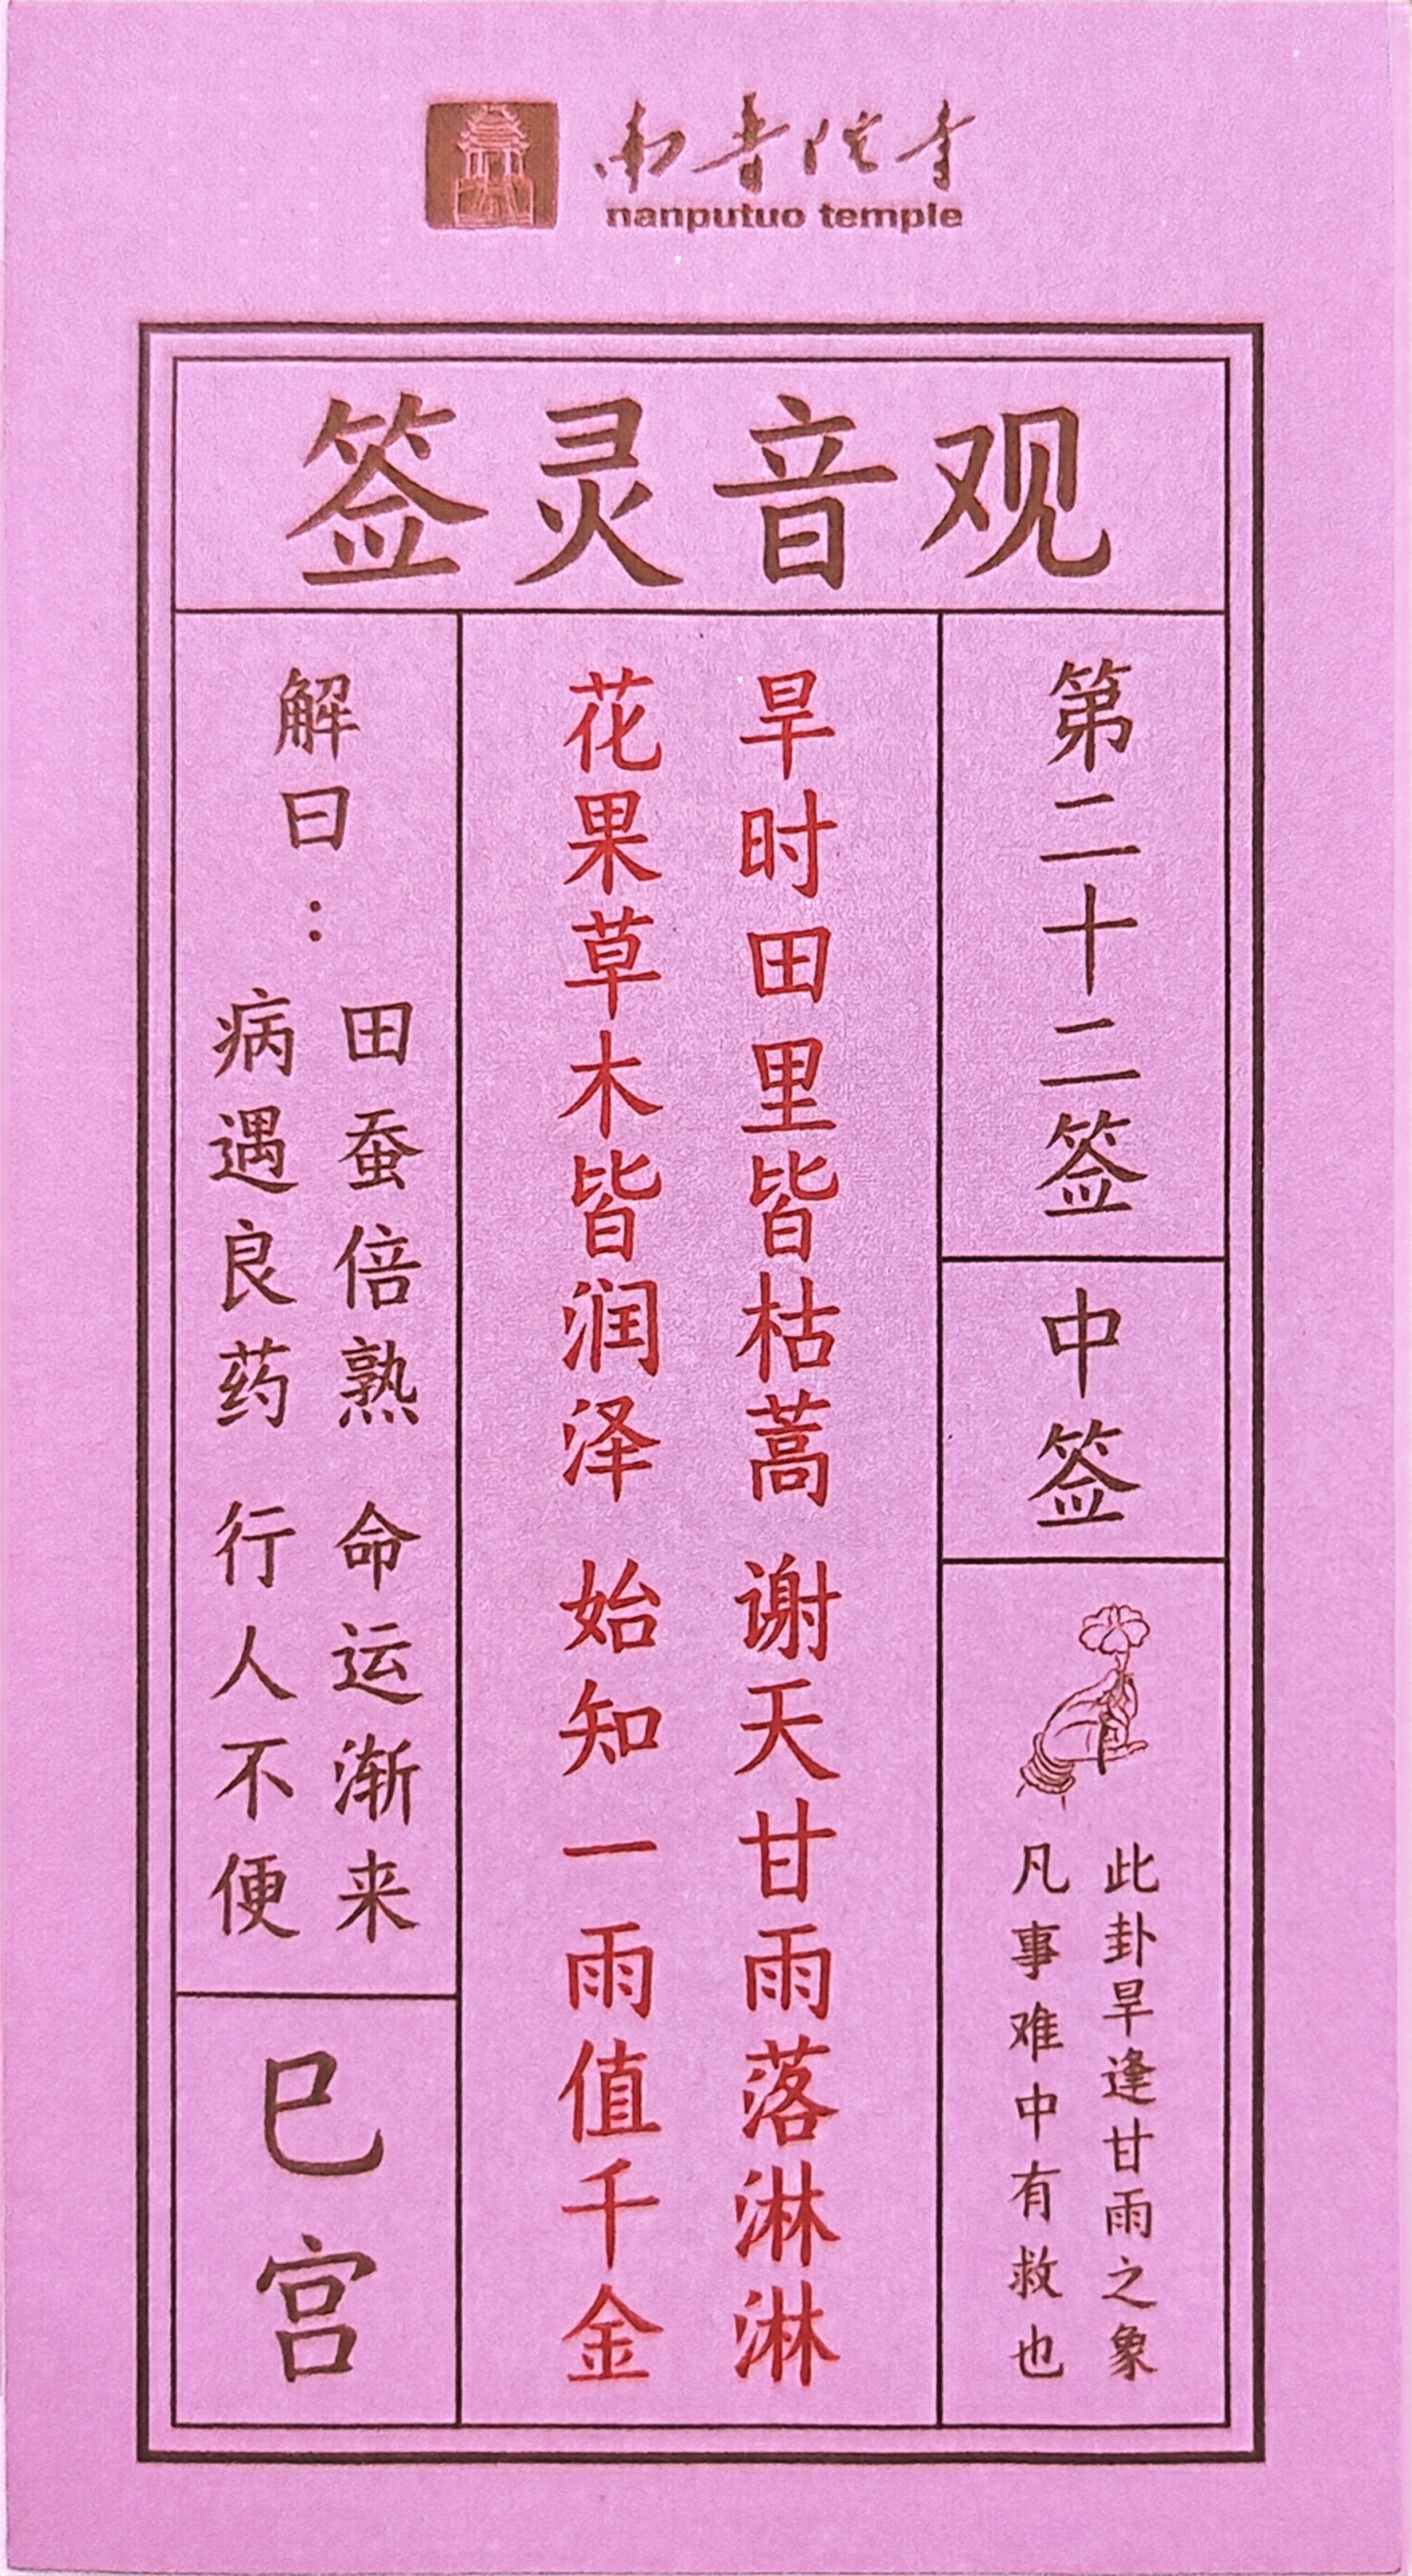 南普陀寺
nanputuo temple
观音灵签
第二十二签
中签
此卦旱逢甘雨之象
凡事难中有救也
旱时田里皆枯蒿 谢天甘雨落淋淋
花果草木皆润泽 始知一雨值千金
解曰：
田蚕倍熟 命运渐来
病遇良药 行人不便
巳宫